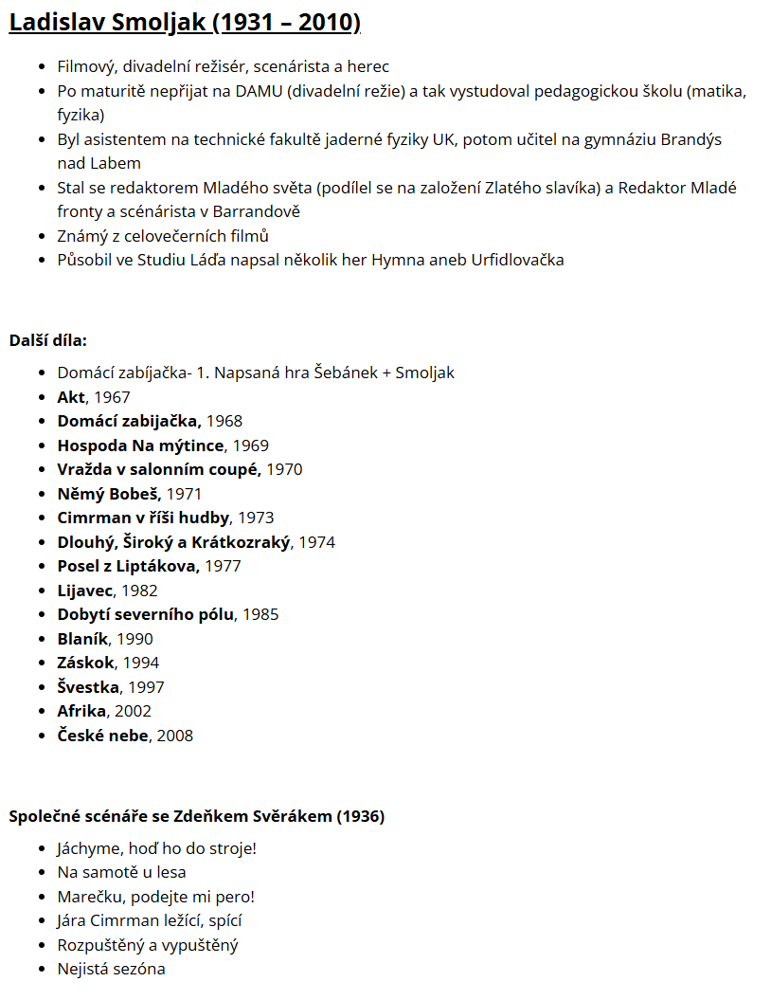 Ladislav Smoljak (1931 – 2010)
Filmový, divadelní režisér, scenárista a herec
Po maturitě nepřijat na DAMU (divadelní režie) a tak vystudoval pedagogickou školu (matika,
fyzika)
Byl asistentem na technické fakultě jaderné fyziky UK, potom učitel na gymnáziu Brandýs
nad Labem
Stal se redaktorem Mladého světa (podílel se na založení Zlatého slavíka) a Redaktor Mladé
fronty a scénárista v Barrandově
Známý z celovečerních filmů
Působil ve Studiu Láďa napsal několik her Hymna aneb Urfidlovačka
Další díla:
Domácí zabíjačka- 1. Napsaná hra Šebánek + Smoljak
Akt, 1967
Domácí zabijačka, 1968
Hospoda Na mýtince, 1969
Vražda v salonním coupé, 1970
Němý Bobeš, 1971
Cimrman v říši hudby, 1973
Dlouhý, Široký a Krátkozraký, 1974
Posel z Liptákova, 1977
Lijavec, 1982
Dobytí severního pólu, 1985
Blaník, 1990
Záskok, 1994
Švestka, 1997
Afrika, 2002
České nebe, 2008
Společné scénáře se Zdeňkem Svěrákem (1936)
Jáchyme, hoď ho do stroje!
Na samotě u lesa
Marečku, podejte mi pero!
Jára Cimrman ležící, spící
Rozpuštěný a vypuštěný
Nejistá sezóna